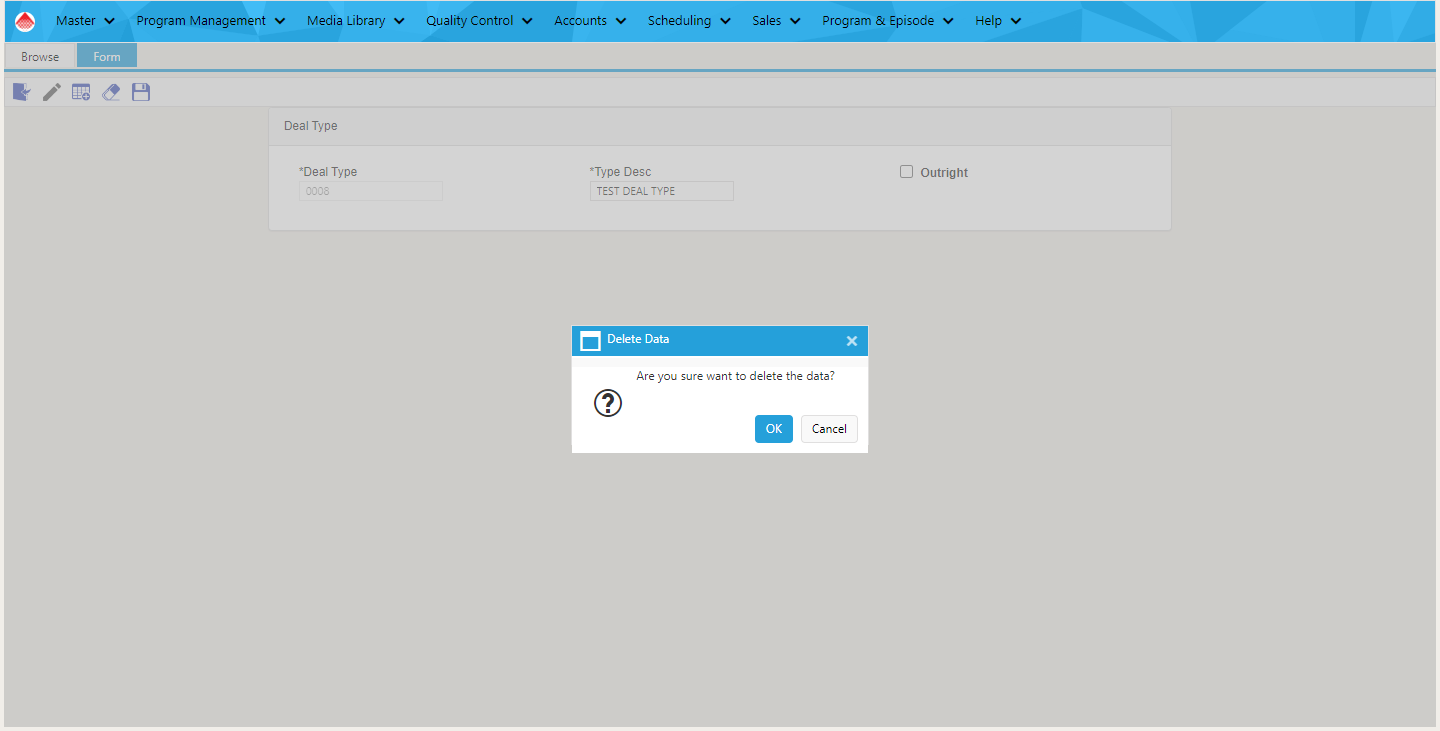 Master Program Management Media Library Quality Control Accounts Scheduling Sales Program & Episode Help
Browse Form
Deal Type
*Deal Type *Type Desc Outright
0008 TEST DEAL TYPE
Delete Data
Are you sure want to delete the data?
OK Cancel